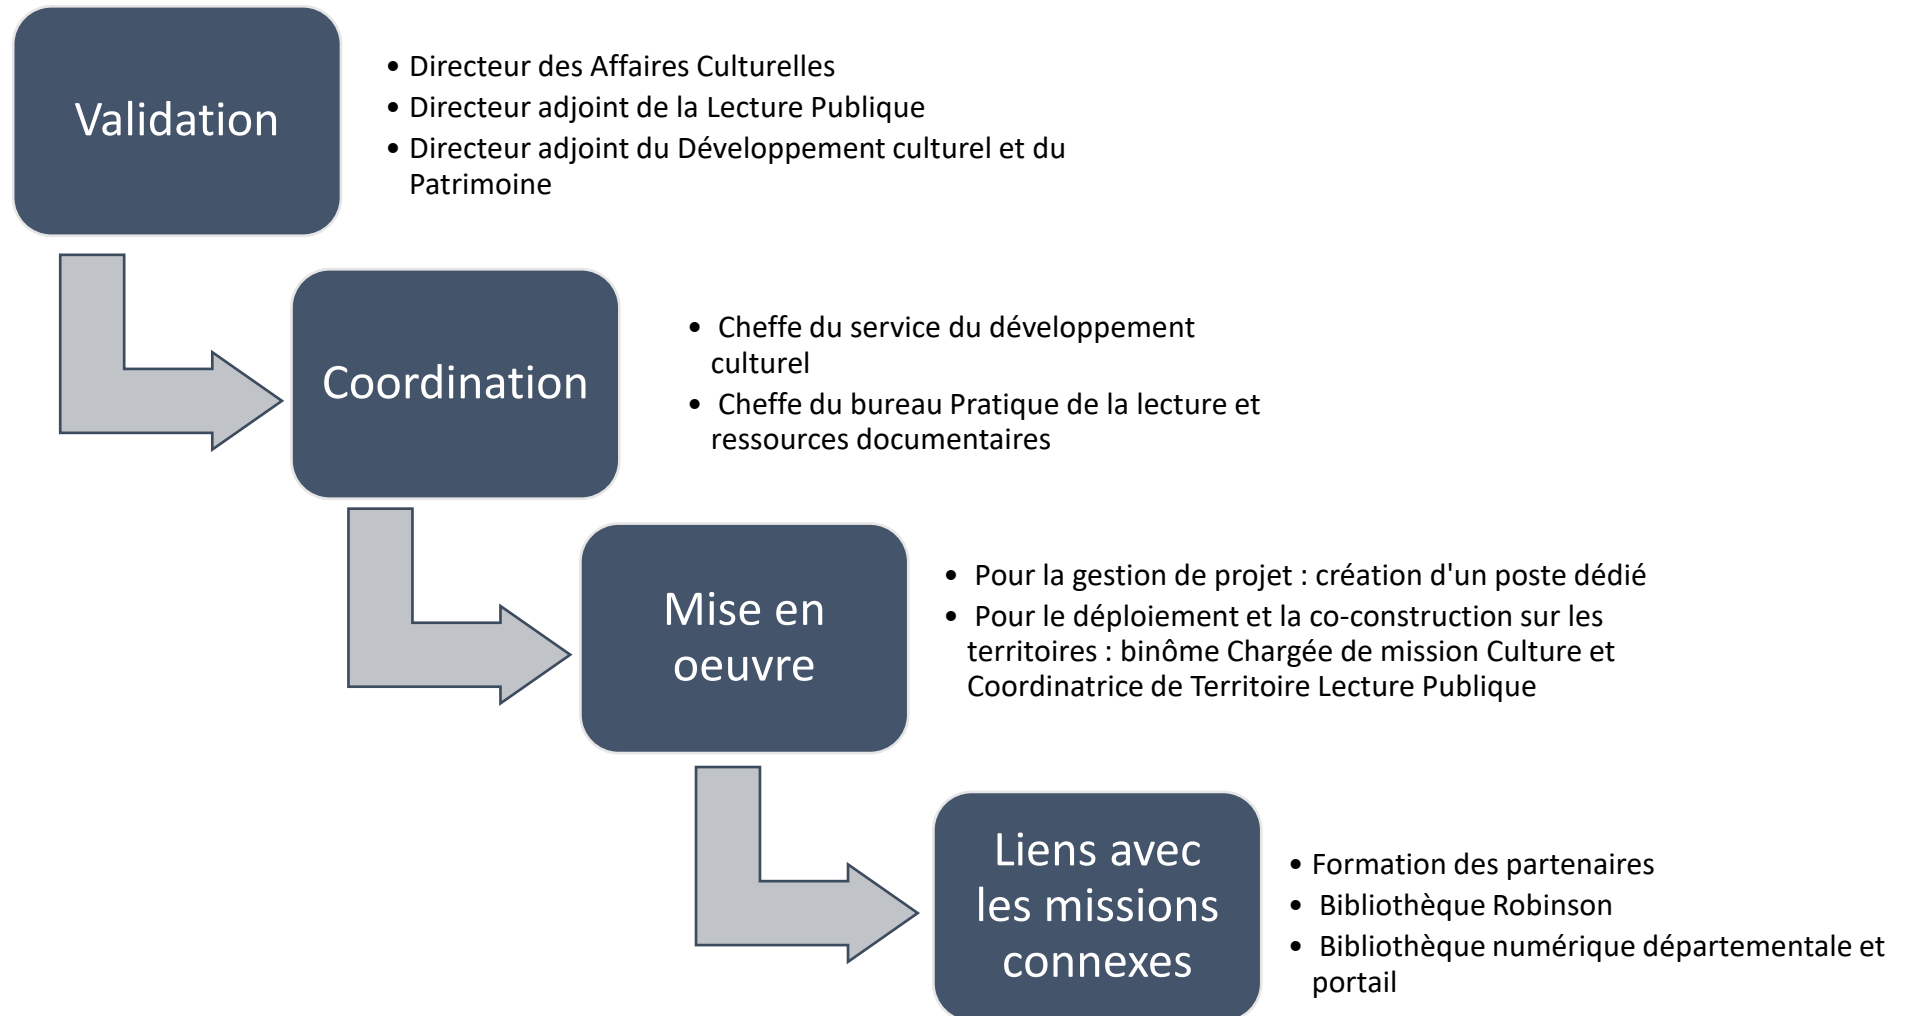 Validation
• Directeur des Affaires Culturelles
• Directeur adjoint de la Lecture Publique
• Directeur adjoint du Développement culturel et du
Patrimoine
Coordination
• Cheffe du service du développement
culturel
• Cheffe du bureau Pratique de la lecture et
ressources documentaires
Mise en
oeuvre
• Pour la gestion de projet : création d'un poste dédié
• Pour le déploiement et la co-construction sur les
territoires : binôme Chargée de mission Culture et
Coordinatrice de Territoire Lecture Publique
Liens avec
les missions
connexes
• Formation des partenaires
• Bibliothèque Robinson
• Bibliothèque numérique départementale et
portail